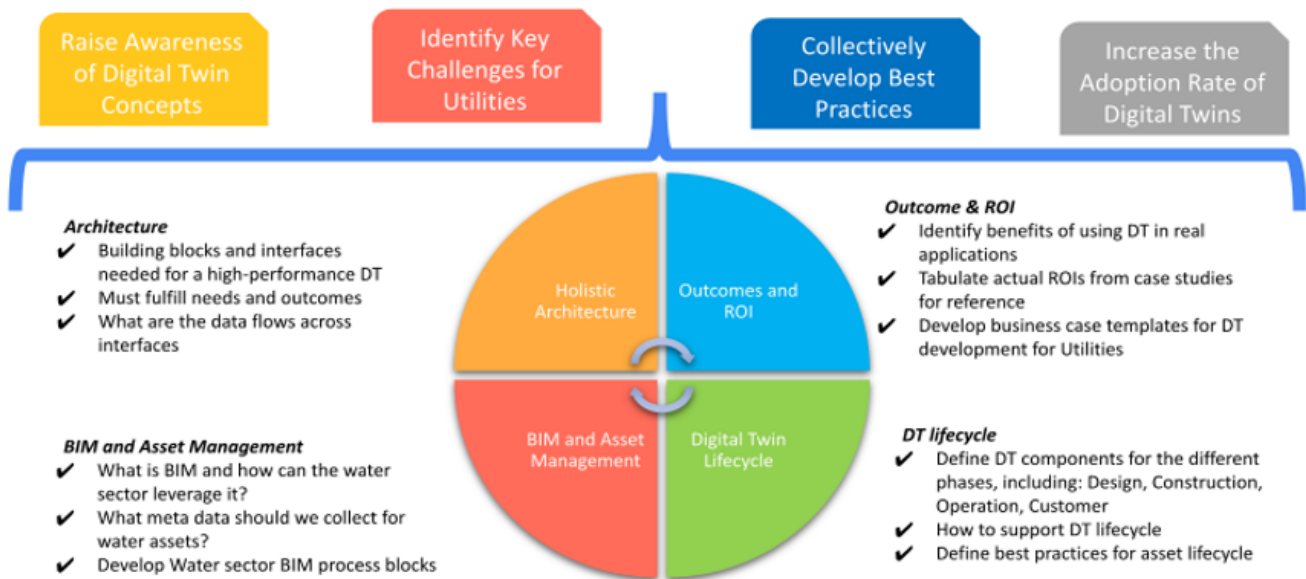 Raise Awareness
of Digital Twin
Concepts
Identify Key
Challenges for
Utilities
Collectively
Develop Best
Practices
Increase the
Adoption Rate of
Digital Twins
Architecture
✔ Building blocks and interfaces
needed for a high-performance DT
✔ Must fulfill needs and outcomes
✔ What are the data flows across
interfaces
Holistic
Architecture
Outcomes and
ROI
Outcome & ROI
✔ Identify benefits of using DT in real
applications
✔ Tabulate actual ROIs from case studies
for reference
✔ Develop business case templates for DT
development for Utilities
BIM and Asset Management
✔ What is BIM and how can the water
sector leverage it?
✔ What meta data should we collect for
water assets?
✔ Develop Water sector BIM process blocks
BIM and Asset
Management
Digital Twin
Lifecycle
DT lifecycle
✔ Define DT components for the different
phases, including: Design, Construction,
Operation, Customer
✔ How to support DT lifecycle
✔ Define best practices for asset lifecycle